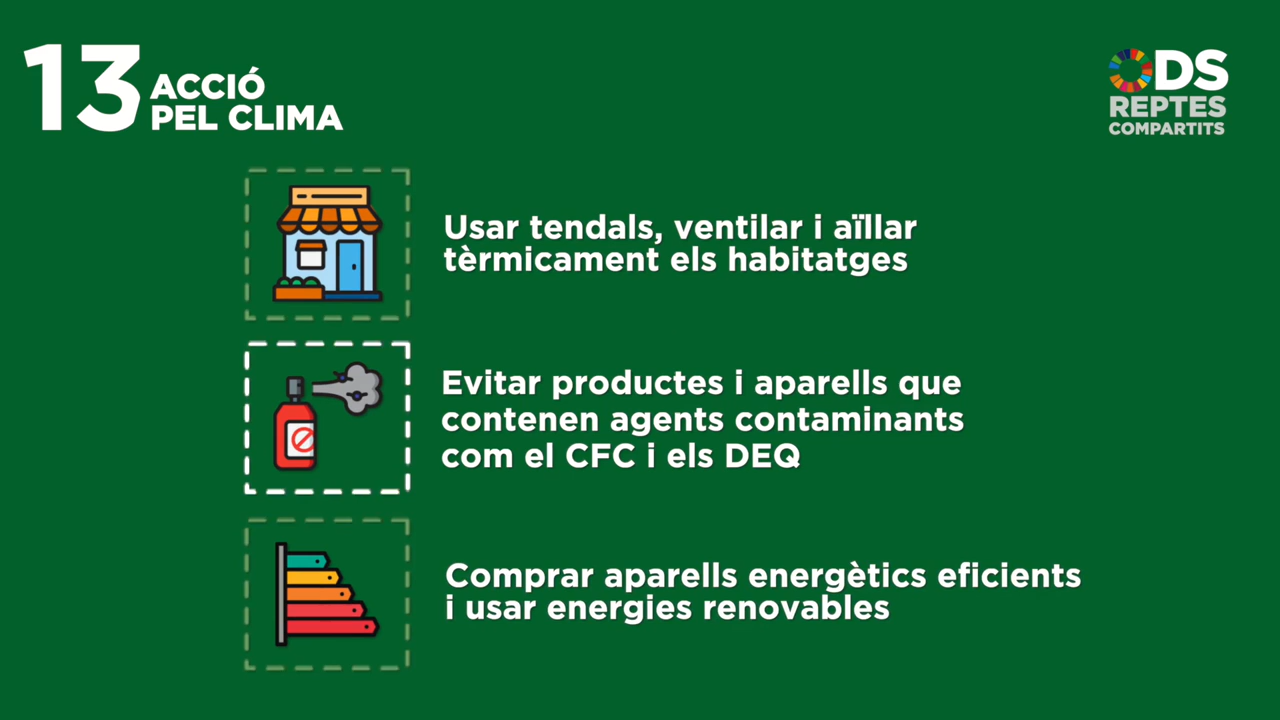 13 ACCIÓ
PEL CLIMA
ODS
REPTES
COMPARTITS
Usar tendals, ventilar i aïllar
tèrmicament els habitatges
Evitar productes i aparells que
contenen agents contaminants
com el CFC i els DEQ
Comprar aparells energètics eficients
i usar energies renovables